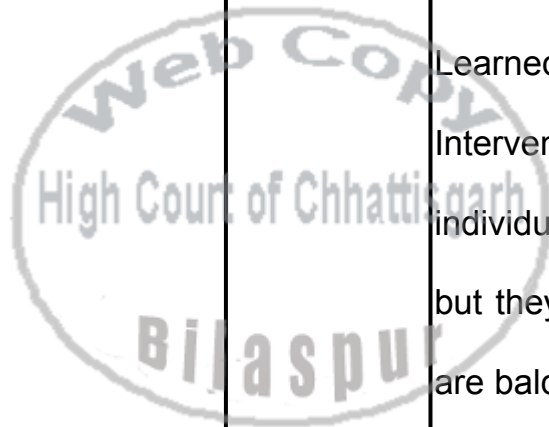 Web Copy
High Court of Chhattisgarh
Bilaspur
Learned
Interven
individu
but they
are bald